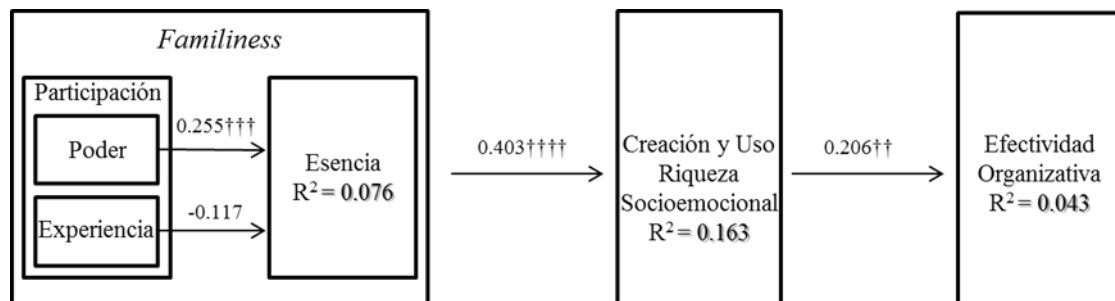 Familiness
Participación
Poder
Experiencia
0.255†††
-0.117
Esencia
R² = 0.076
0.403††††
Creación y Uso
Riqueza
Socioemocional
R² = 0.163
0.206††
Efectividad
Organizativa
R² = 0.043